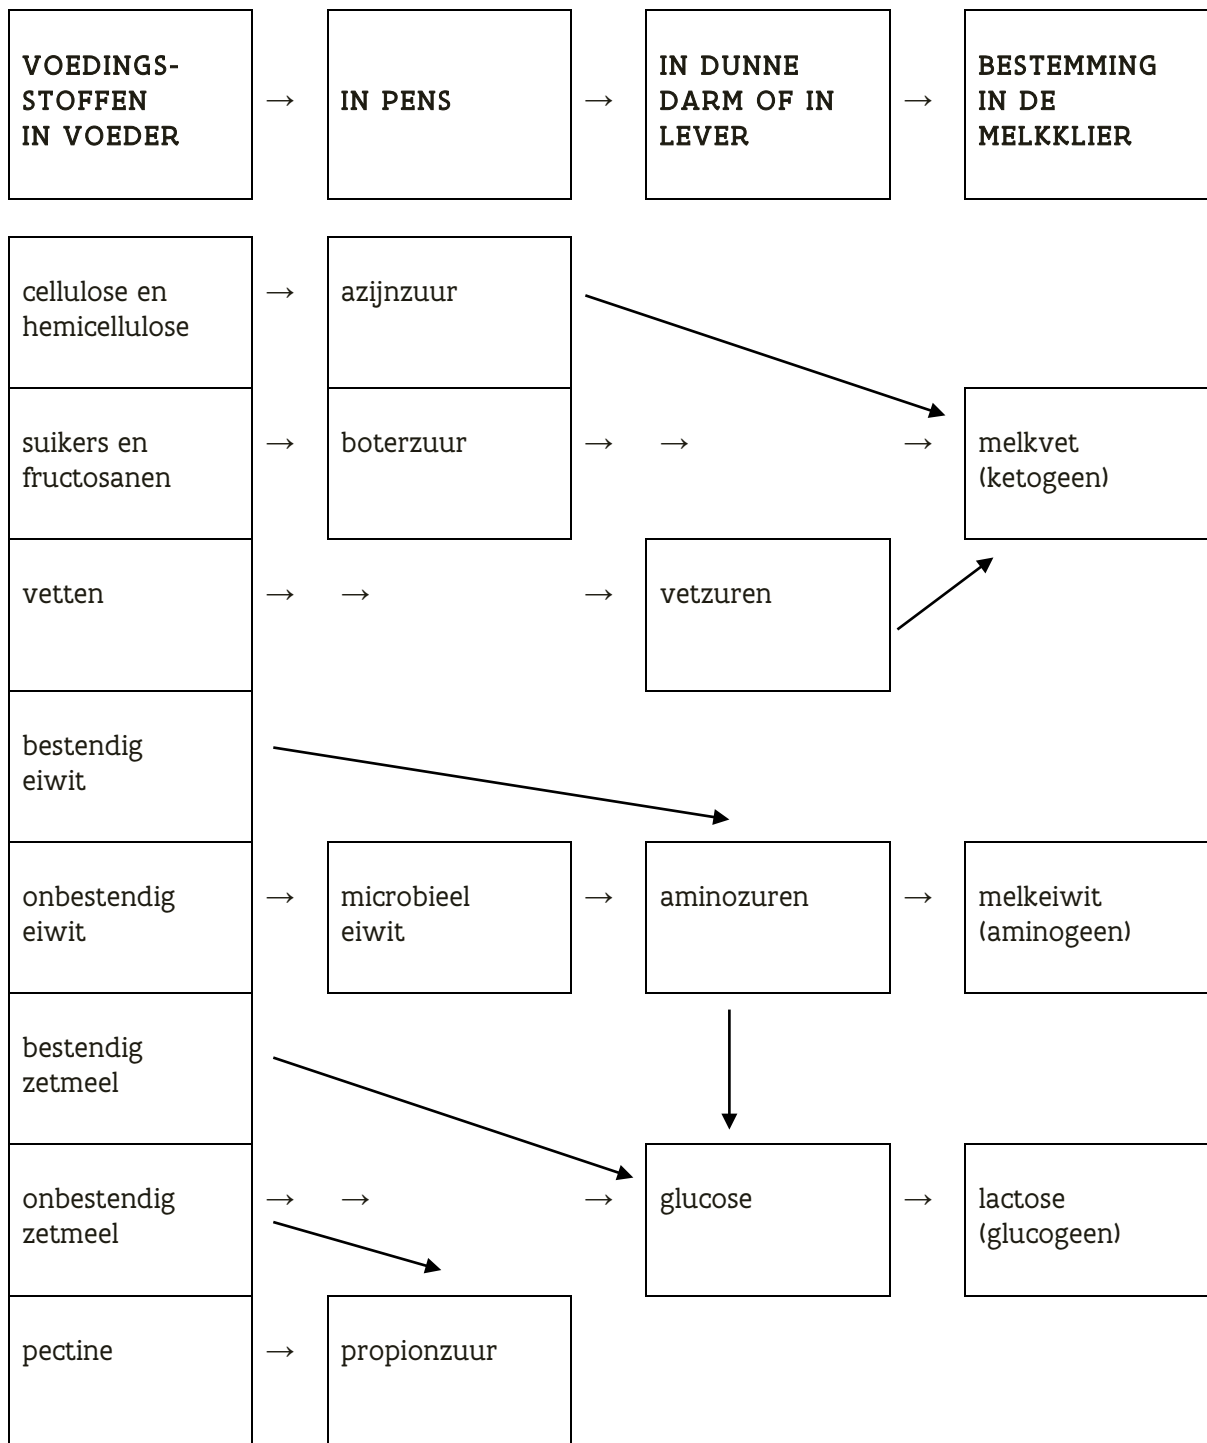 VOEDINGS-
STOFFEN
IN VOEDER
→
IN PENS
→
IN DUNNE
DARM OF IN
LEVER
→
BESTEMMING
IN DE
MELKKLIER
cellulose en
hemicellulose
→
azijnzuur
suikers en
fructosanen
→
boterzuur
→ →
→
melkvet
(ketogeen)
vetten
→ →
→
vetzuren
bestendig
eiwit
onbestendig
eiwit
→
microbieel
eiwit
→
aminozuren
→
melkeiwit
(aminogeen)
bestendig
zetmeel
onbestendig
zetmeel
→ →
→
glucose
→
lactose
(glucogeen)
pectine
→
propionzuur